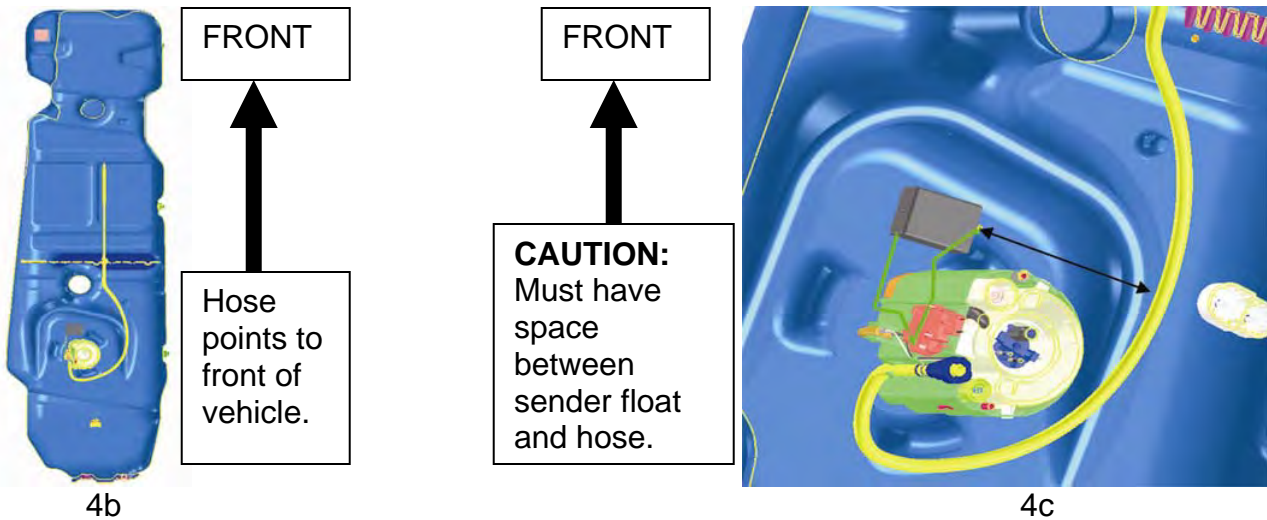 FRONT
Hose
points to
front of
vehicle.
4b
FRONT
CAUTION:
Must have
space
between
sender float
and hose.
4c